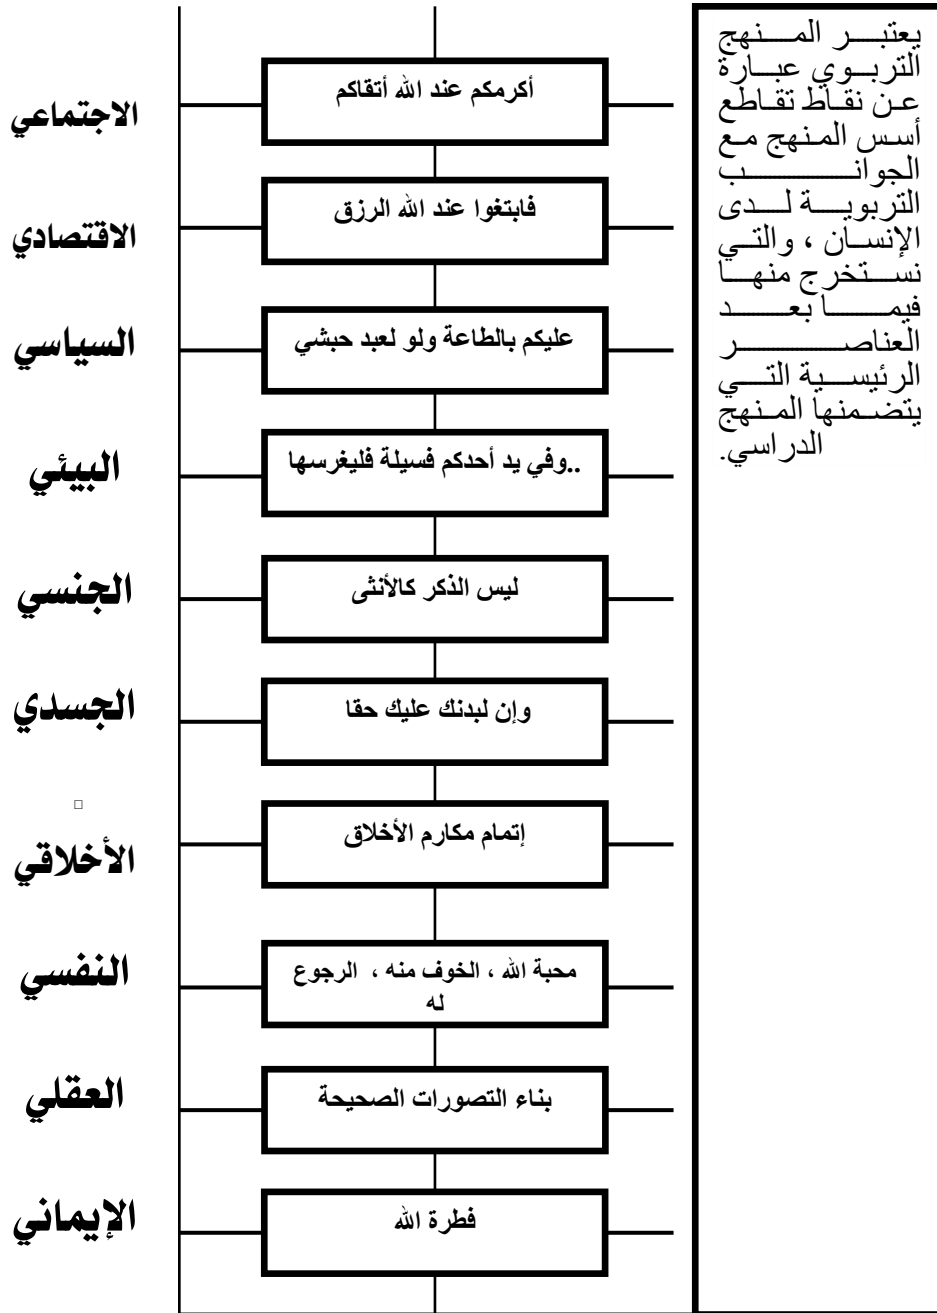 يعتبر المنهج
التربوي عبارة
عن نقاط تقاطع
أسس المنهج مع
الجوانب
التربوية لدى
الإنسان ، والتي
نستخرج منها
فيما بعد
العناصر
الرئيسية التي
يتضمنها المنهج
الدراسي.
أكرمكم عند الله أتقاكم
الاجتماعي
فابتغوا عند الله الرزق
الاقتصادي
عليكم بالطاعة ولو لعبد حبشي
السياسي
..وفي يد أحدكم فسيلة فليغرسها
البيئي
ليس الذكر كالأنثى
الجنسي
وإن لبدنك عليك حقا
الجسدي
إتمام مكارم الأخلاق
الأخلاقي
محبة الله ، الخوف منه ، الرجوع
له
النفسي
بناء التصورات الصحيحة
العقلي
فطرة الله
الإيماني